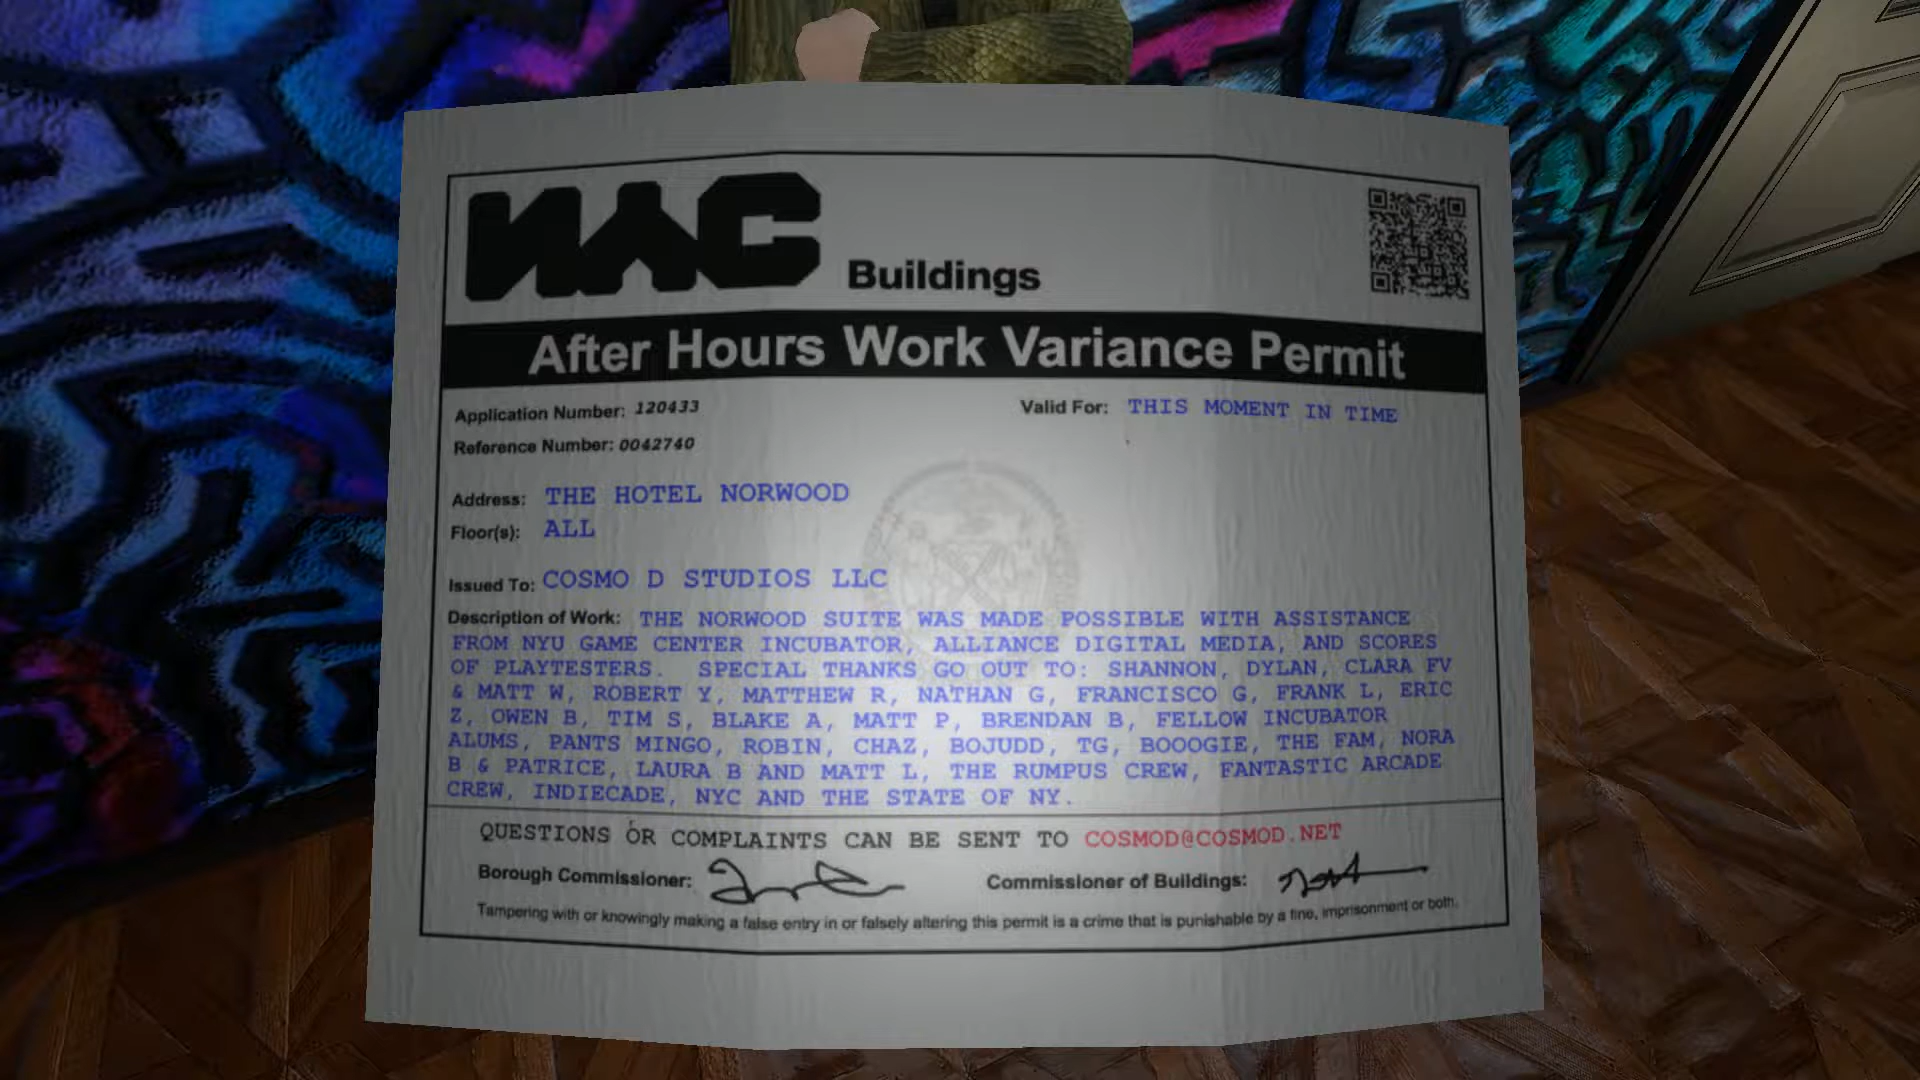 NYC Buildings
After Hours Work Variance Permit
Application Number: 120433
Valid For: THIS MOMENT IN TIME
Reference Number: 0042740
Address: THE HOTEL NORWOOD
Floor(s): ALL
Issued To: COSMO D STUDIOS LLC
Description of Work: THE NORWOOD SUITE WAS MADE POSSIBLE WITH ASSISTANCE
FROM NYU GAME CENTER INCUBATOR, ALLIANCE DIGITAL MEDIA, AND SCORES
OF PLAYTESTERS. SPECIAL THANKS GO OUT TO: SHANNON, DYLAN, CLARA FV
& MATT W, ROBERT Y, MATTHEW R, NATHAN G, FRANCISCO G, FRANK L, ERIC
Z, OWEN B, TIM S, BLAKE A, MATT P, BRENDAN B, FELLOW INCUBATOR
ALUMS, PANTS MINGO, ROBIN, CHAZ, BOJUDD, TG, BOOOGIE, THE FAM, NORA
B & PATRICE, LAURA B AND MATT L, THE RUMPUS CREW, FANTASTIC ARCADE
CREW, INDIECADE, NYC AND THE STATE OF NY.
QUESTIONS OR COMPLAINTS CAN BE SENT TO COSMOD@COSMOD.NET
Borough Commissioner:
Commissioner of Buildings:
Tampering with or knowingly making a false entry in or falsely altering this permit is a crime that is punishable by a fine, imprisonment or both.